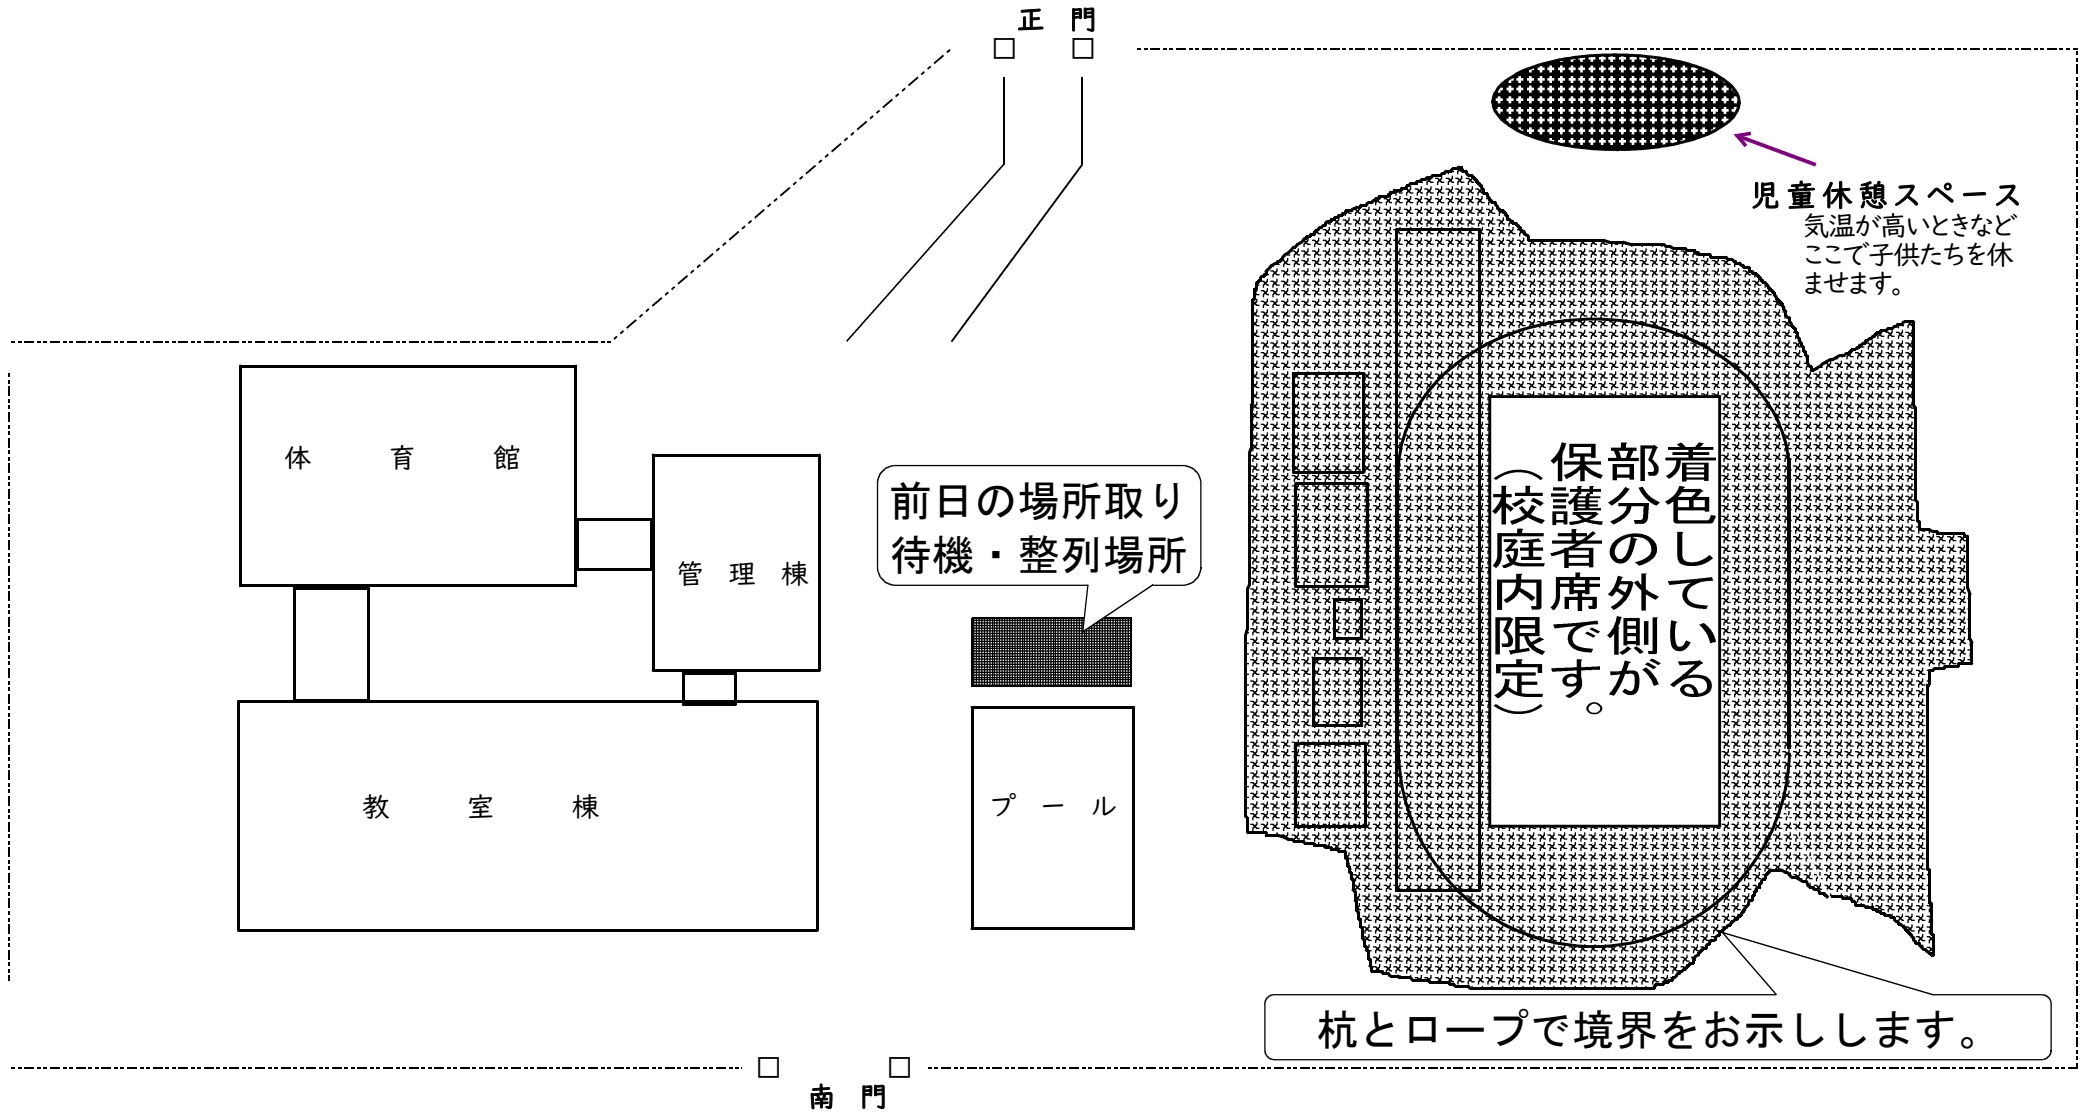 正　門
児童休憩スペース
気温が高いときなど
ここで子供たちを休
ませます。
体　育　館
管　理　棟
前日の場所取り
待機・整列場所
着色している
部分の外側が
保護者席です。
（校庭内限定）
教　室　棟
プ　ー　ル
杭とロープで境界をお示しします。
南　門